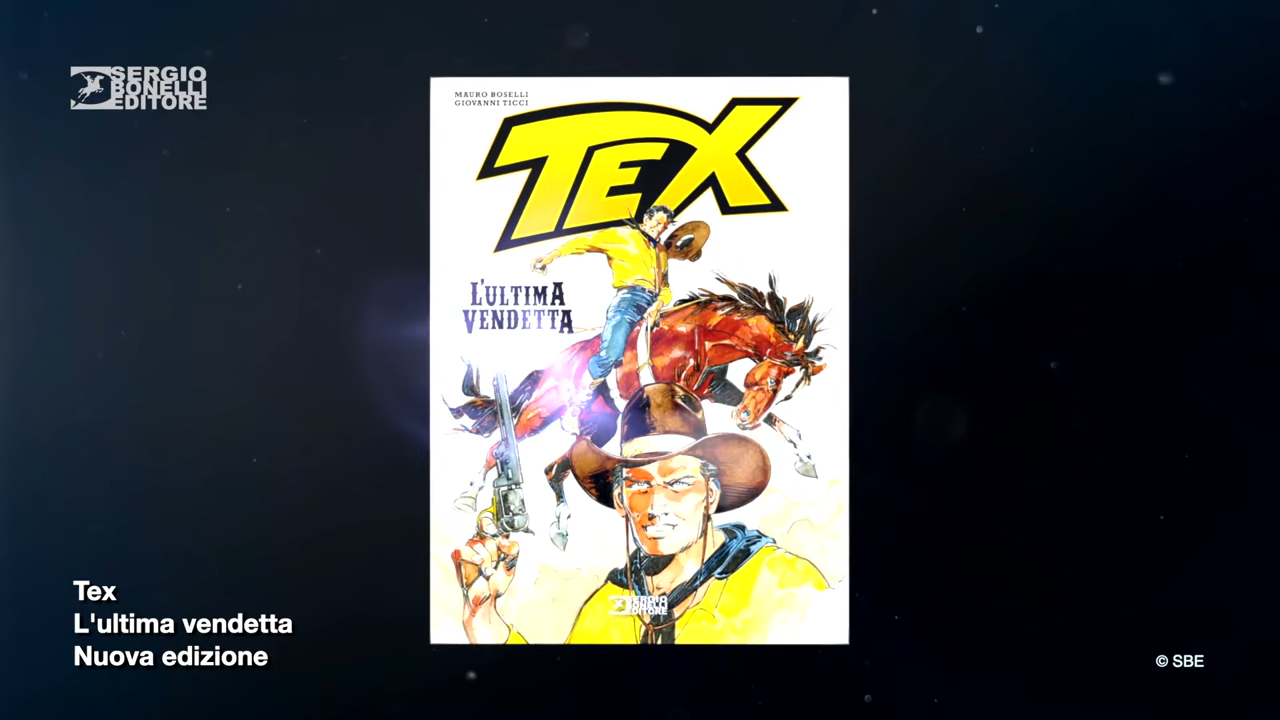 SERGIO
BONELLI
EDITORE
MAURO BOSELLI
GIOVANNI TICCI
TEX
L'ULTIMA
VENDETTA
SERGIO
BONELLI
EDITORE
Tex
L'ultima vendetta
Nuova edizione
© SBE